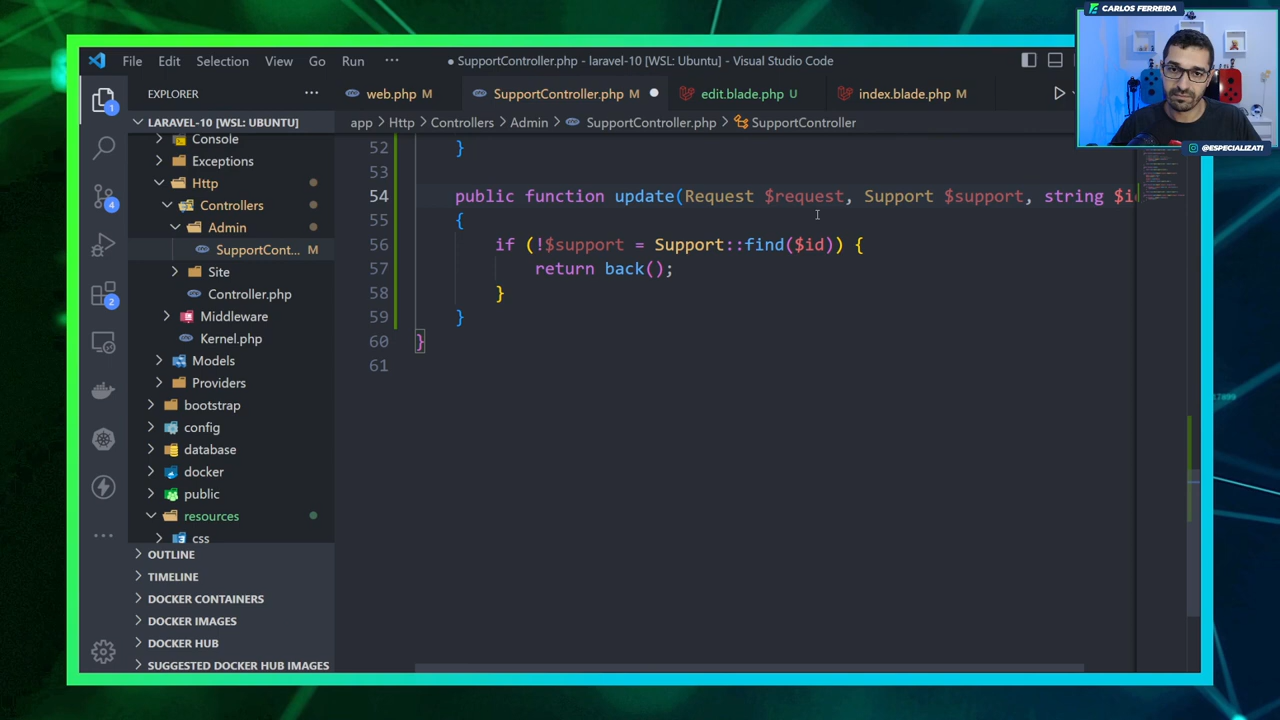 CARLOS FERREIRA
@ESPECIALIZATI
File Edit Selection View Go Run ···
● SupportController.php - laravel-10 [WSL: Ubuntu] - Visual Studio Code
EXPLORER ···
web.php M
SupportController.php M
edit.blade.php U
index.blade.php M
LARAVEL-10 [WSL: UBUNTU]
app > Http > Controllers > Admin > SupportController.php > SupportController
Console
Exceptions
Http
Controllers
Admin
SupportCont... M
Site
Controller.php
Middleware
Kernel.php
Models
Providers
bootstrap
config
database
docker
public
resources
css
OUTLINE
TIMELINE
DOCKER CONTAINERS
DOCKER IMAGES
DOCKER HUB
SUGGESTED DOCKER HUB IMAGES
1
4
2
52 }
53
54 public function update(Request $request, Support $support, string $id
55 {
56 if (!$support = Support::find($id)) {
57 return back();
58 }
59 }
60 }
61